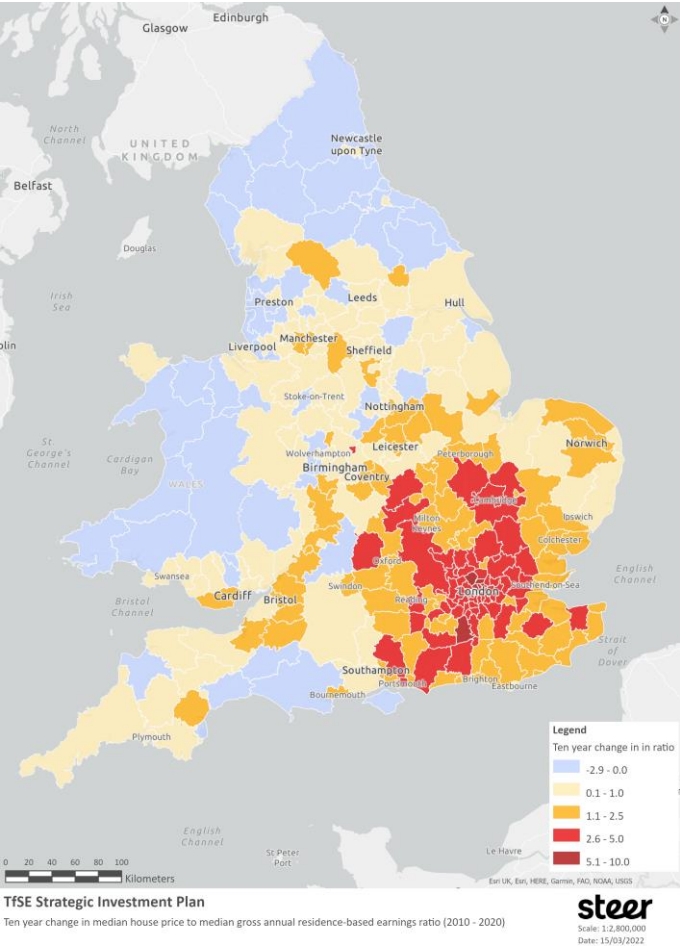 Edinburgh
Glasgow
N
North
Channel
UNITED
KINGDOM
Newcastle
upon Tyne
Belfast
Douglas
Irish
Sea
Preston
Leeds
Hull
lin
Liverpool
Manchester
Sheffield
Stoke-on-Trent
Nottingham
St
George's
Channel
Cardigan
Bay
WALES
Wolverhampton
Leicester
Peterborough
Norwich
Birmingham
Coventry
Cambridge
Milton
Keynes
Ipswich
Colchester
Oxford
Swansea
Cardiff
Bristol
Swindon
Reading
London
Southend-on-Sea
English
Channel
Bristol
Channel
Strait
of
Dover
Southampton
Portsmouth
Brighton
Eastbourne
Bournemouth
Plymouth
English
Channel
St Peter
Port
Le Havre
Legend
Ten year change in in ratio
-2.9 - 0.0
0.1 - 1.0
1.1 - 2.5
2.6 - 5.0
5.1 - 10.0
0 20 40 60 80 100
Kilometers
Esri UK, Esri, HERE, Garmin, FAO, NOAA, USGS
TfSE Strategic Investment Plan
Ten year change in median house price to median gross annual residence-based earnings ratio (2010 - 2020)
steer
Scale: 1:2,800,000
Date: 15/03/2022